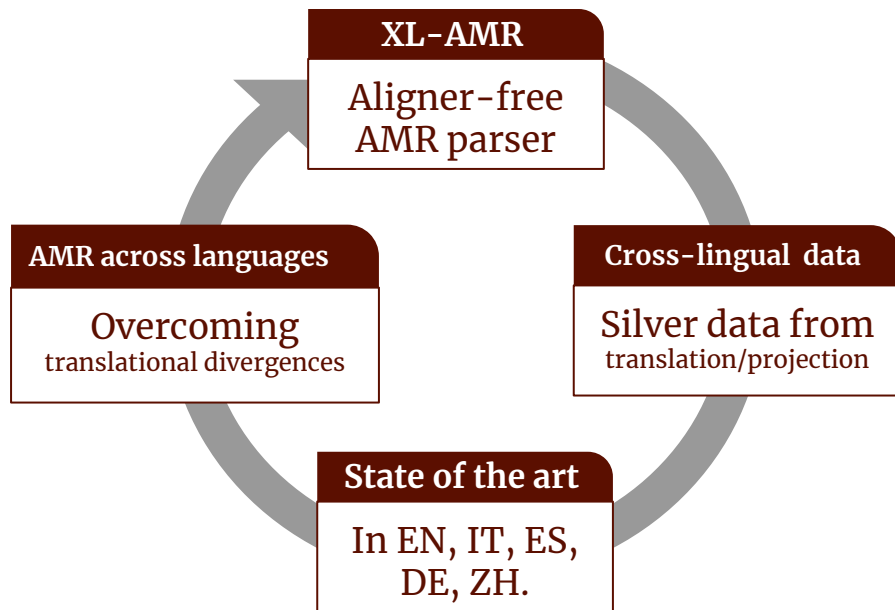 XL-AMR
Aligner-free
AMR parser
AMR across languages
Overcoming
translational divergences
Cross-lingual data
Silver data from
translation/projection
State of the art
In EN, IT, ES,
DE, ZH.